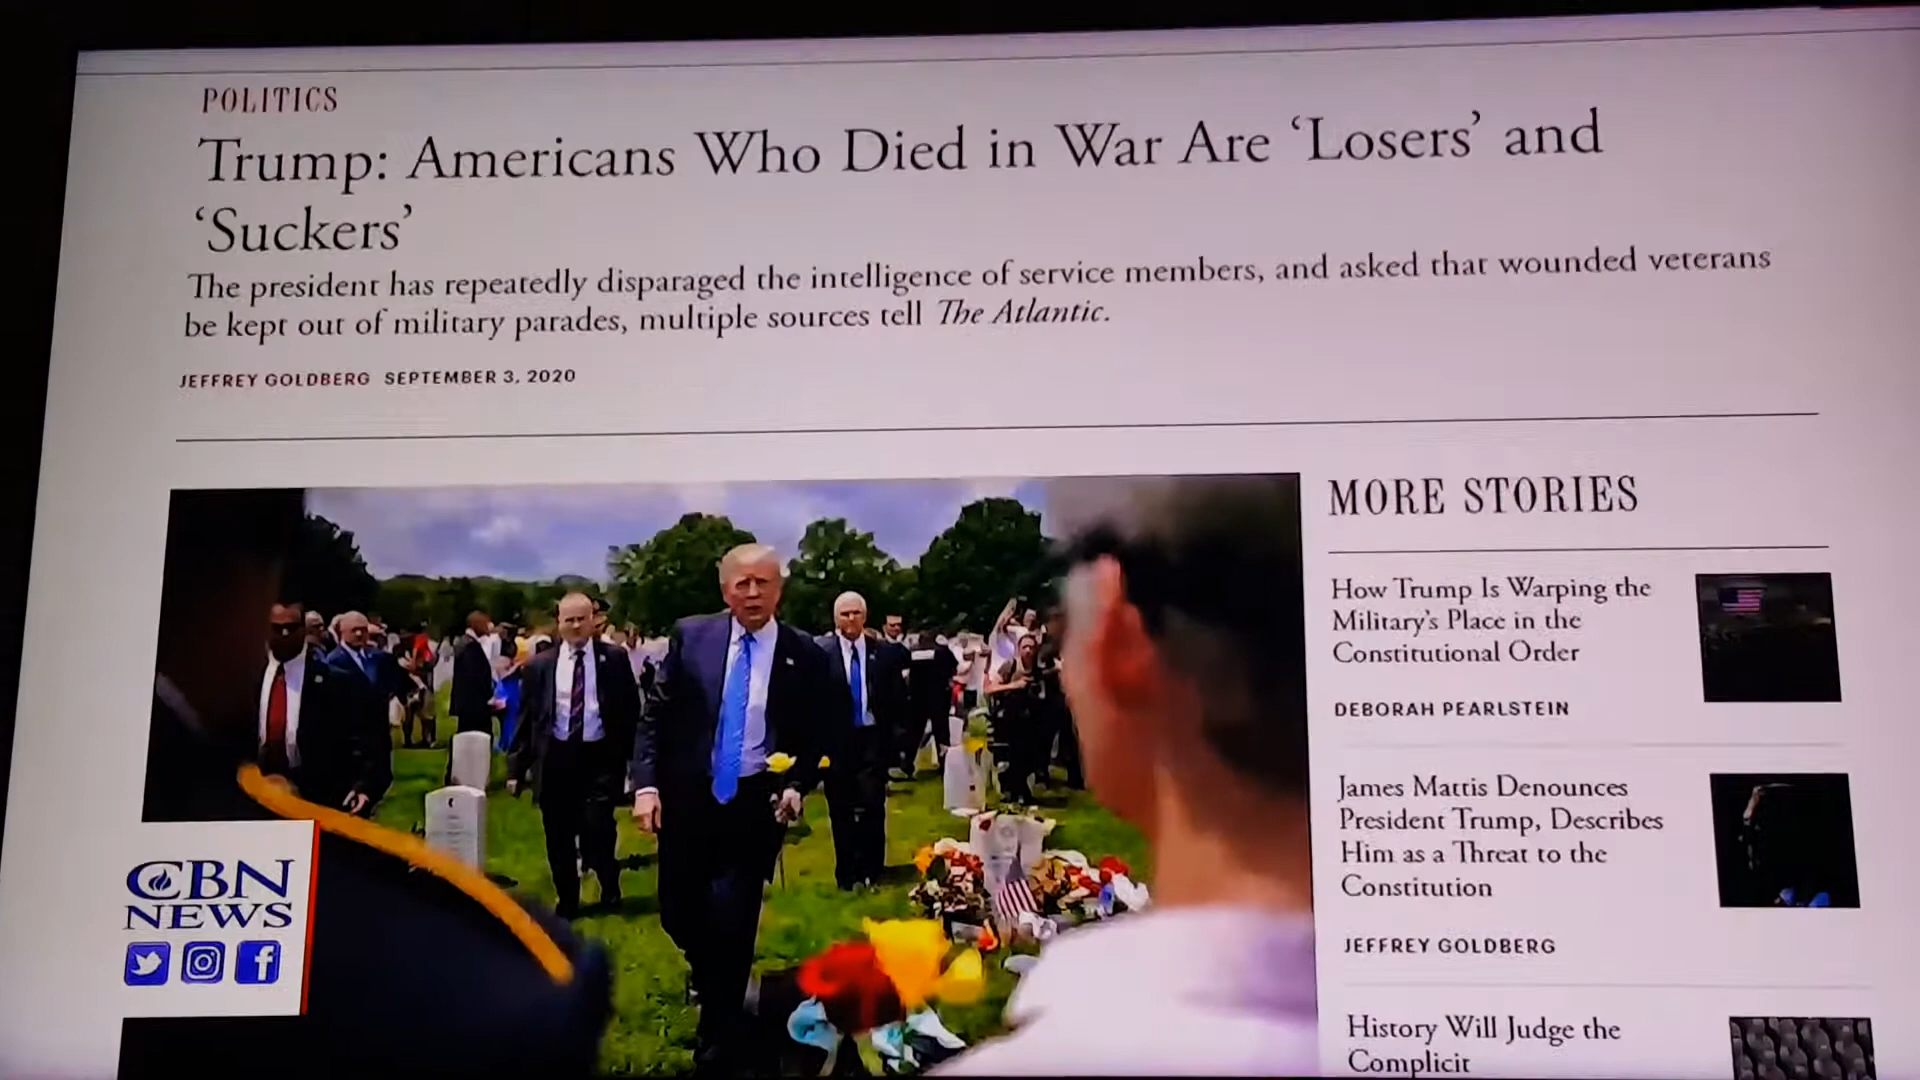 POLITICS
Trump: Americans Who Died in War Are ‘Losers’ and
‘Suckers’
The president has repeatedly disparaged the intelligence of service members, and asked that wounded veterans
be kept out of military parades, multiple sources tell The Atlantic.
JEFFREY GOLDBERG SEPTEMBER 3, 2020
MORE STORIES
How Trump Is Warping the
Military’s Place in the
Constitutional Order
DEBORAH PEARLSTEIN
James Mattis Denounces
President Trump, Describes
Him as a Threat to the
Constitution
JEFFREY GOLDBERG
History Will Judge the
Complicit
CBN
NEWS